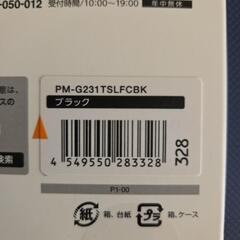 -050-012
受付時間/10:00~19:00
年中無休
PM-G231TSLFCBK
ブラック
4 549550 283328
328
検索
P1-00
紙
箱、台紙
プラ
箱、ケース